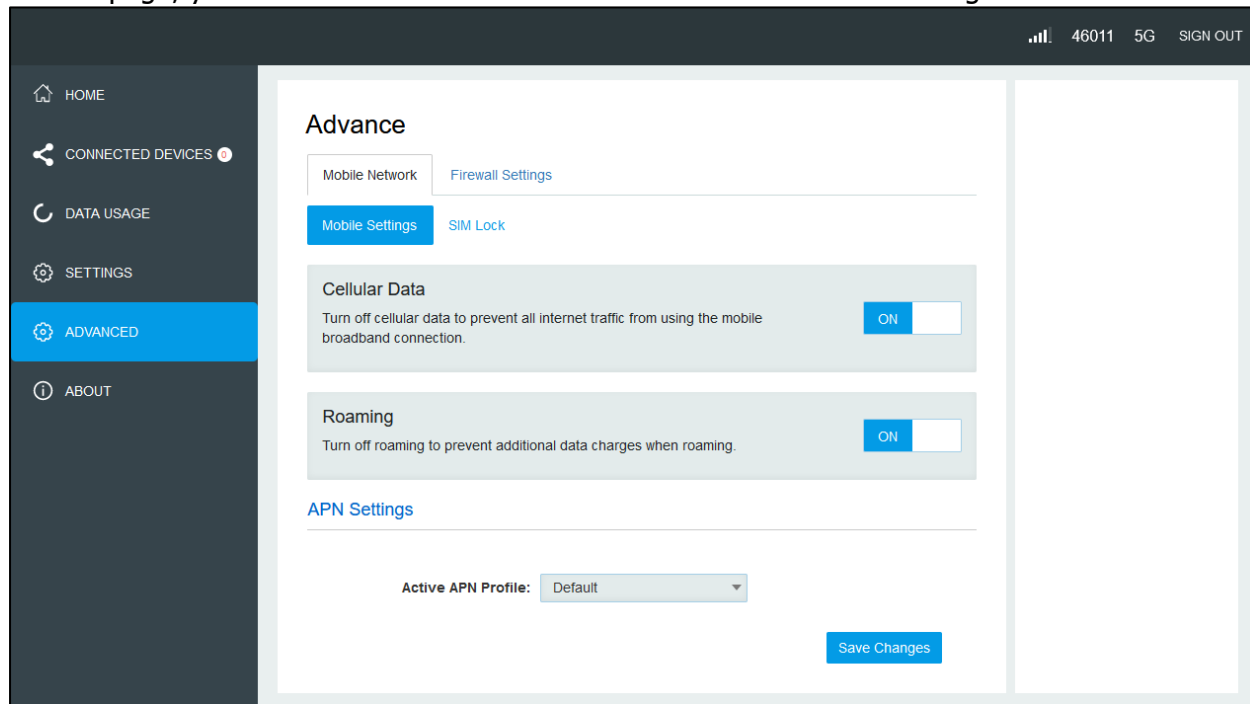 46011 5G SIGN OUT
HOME
CONNECTED DEVICES 0
DATA USAGE
SETTINGS
ADVANCED
ABOUT
Advance
Mobile Network Firewall Settings
Mobile Settings SIM Lock
Cellular Data
Turn off cellular data to prevent all internet traffic from using the mobile
broadband connection.
ON
Roaming
Turn off roaming to prevent additional data charges when roaming.
ON
APN Settings
Active APN Profile: Default
Save Changes